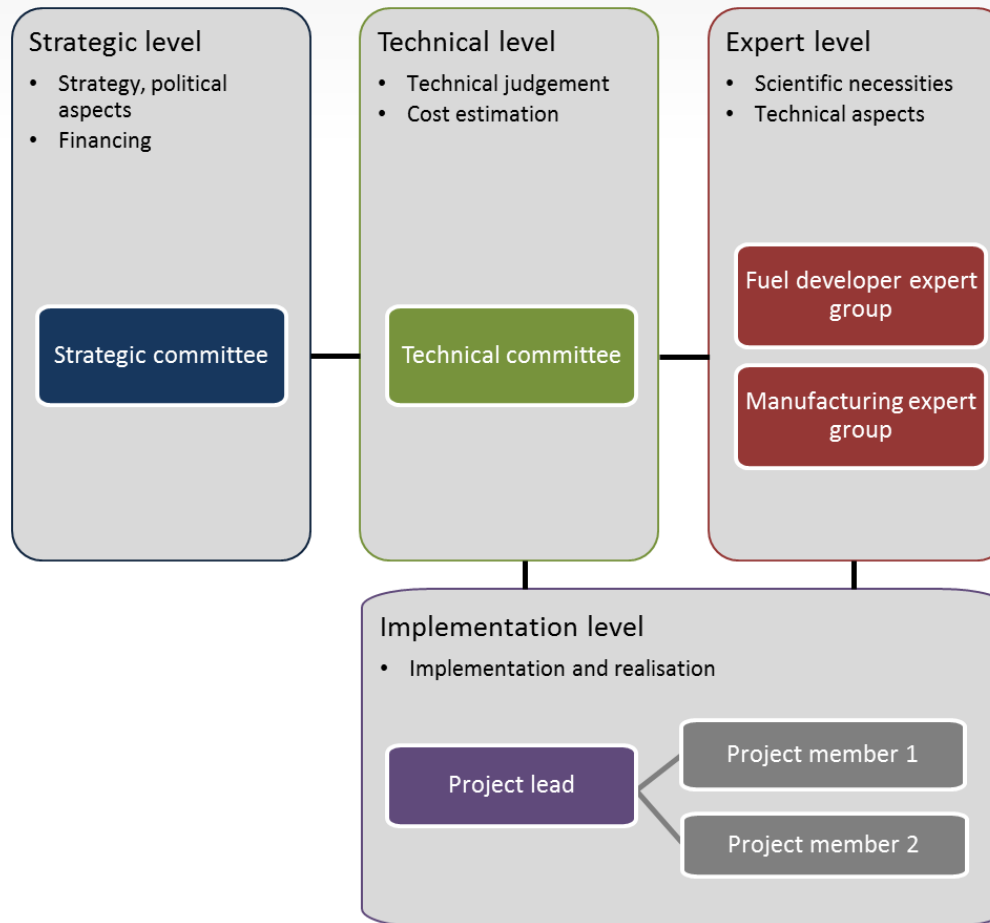 Strategic level
• Strategy, political
aspects
• Financing
Strategic committee
Technical level
• Technical judgement
• Cost estimation
Technical committee
Expert level
• Scientific necessities
• Technical aspects
Fuel developer expert
group
Manufacturing expert
group
Implementation level
• Implementation and realisation
Project lead
Project member 1
Project member 2